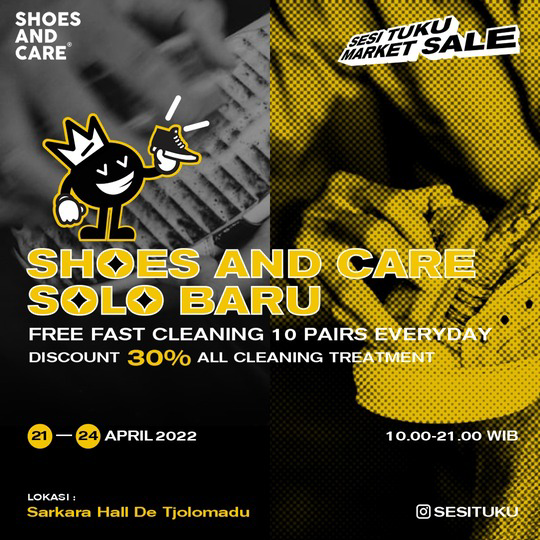 SHOES
AND
CARE®
SESI TUKU
MARKET SALE
SHOES AND CARE
SOLO BARU
FREE FAST CLEANING 10 PAIRS EVERYDAY
DISCOUNT 30% ALL CLEANING TREATMENT
21 — 24 APRIL 2022
10.00-21.00 WIB
LOKASI :
Sarkara Hall De Tjolomadu
SESITUKU